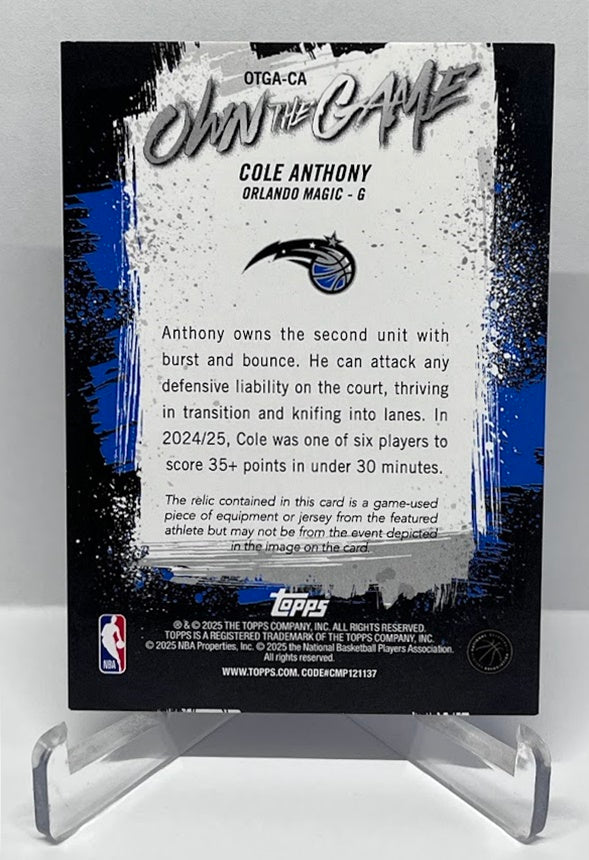 OTGA-CA
OWN THE GAME
COLE ANTHONY
ORLANDO MAGIC - G
Anthony owns the second unit with
burst and bounce. He can attack any
defensive liability on the court, thriving
in transition and knifing into lanes. In
2024/25, Cole was one of six players to
score 35+ points in under 30 minutes.
The relic contained in this card is a game-used
piece of equipment or jersey from the featured
athlete but may not be from the event depicted
in the image on the card.
TOPPS
® & © 2025 THE TOPPS COMPANY, INC. ALL RIGHTS RESERVED.
TOPPS IS A REGISTERED TRADEMARK OF THE TOPPS COMPANY, INC.
© 2025 NBA Properties, Inc. © 2025 the National Basketball Players Association.
All rights reserved.
WWW.TOPPS.COM. CODE#CMP121137
NBA